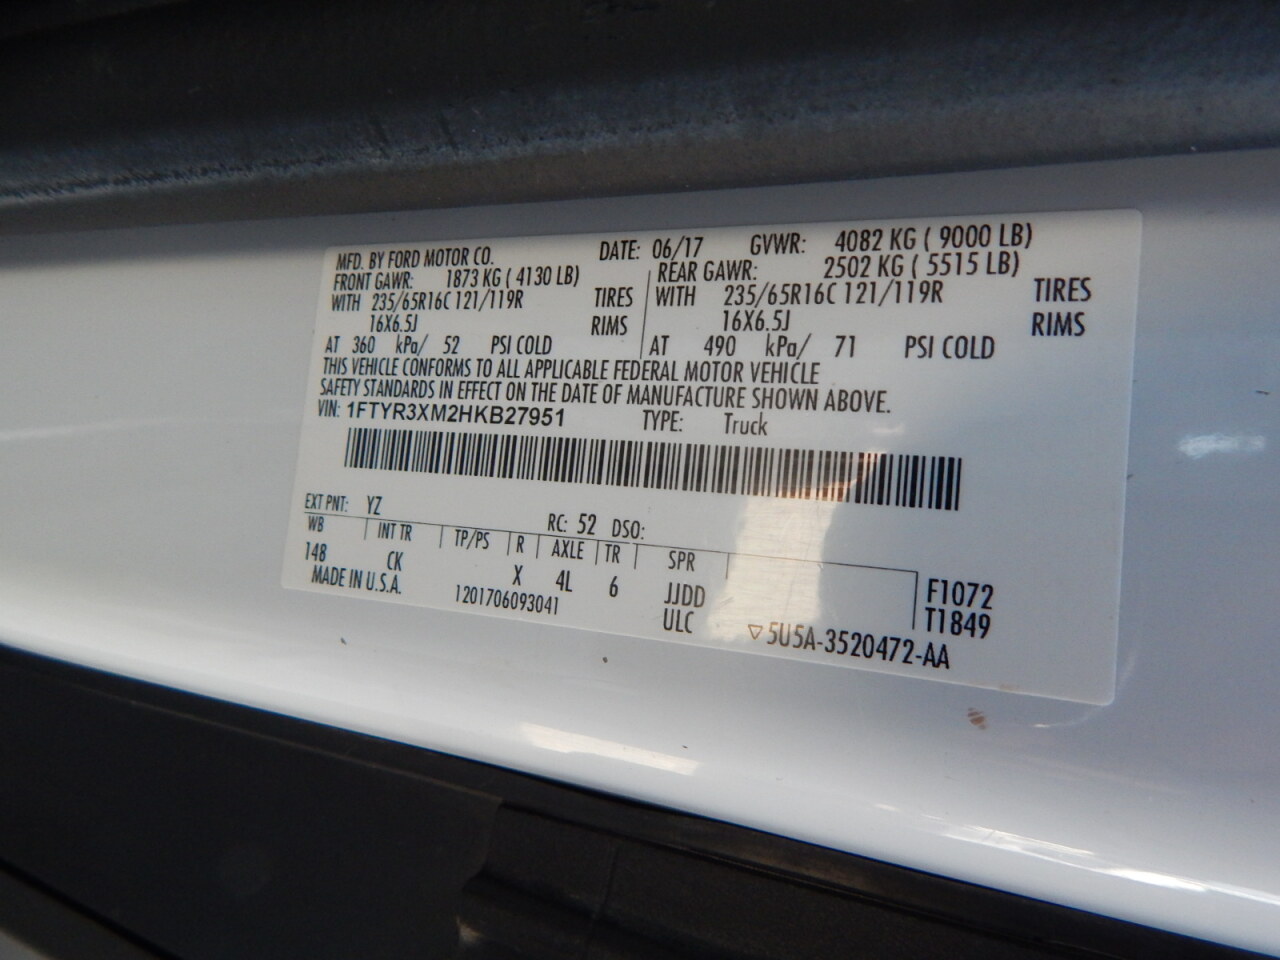 MFD. BY FORD MOTOR CO. DATE: 06/17 GVWR: 4082 KG ( 9000 LB)
FRONT GAWR: 1873 KG ( 4130 LB) REAR GAWR: 2502 KG ( 5515 LB)
WITH 235/65R16C 121/119R TIRES WITH 235/65R16C 121/119R TIRES
16X6.5J RIMS 16X6.5J RIMS
AT 360 kPa/ 52 PSI COLD AT 490 kPa/ 71 PSI COLD
THIS VEHICLE CONFORMS TO ALL APPLICABLE FEDERAL MOTOR VEHICLE
SAFETY STANDARDS IN EFFECT ON THE DATE OF MANUFACTURE SHOWN ABOVE.
VIN: 1FTYR3XM2HKB27951 TYPE: Truck
EXT PNT: YZ RC: 52 DSO:
WB INT TR TP/PS R AXLE TR SPR
148 CK X 4L 6 JJDD F1072
MADE IN U.S.A. 1201706093041 ULC T1849
5U5A-3520472-AA